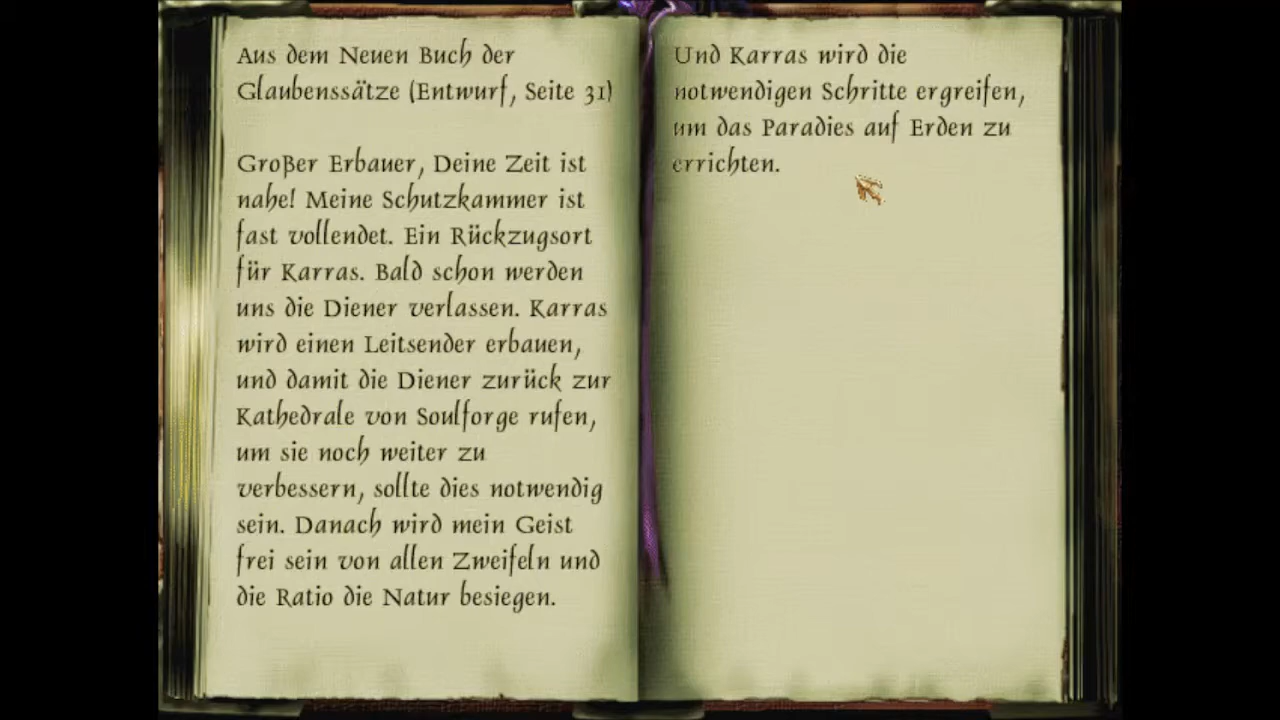 Aus dem Neuen Buch der
Glaubenssätze (Entwurf, Seite 31)
Großer Erbauer, Deine Zeit ist
nahe! Meine Schutzkammer ist
fast vollendet. Ein Rückzugsort
für Karras. Bald schon werden
uns die Diener verlassen. Karras
wird einen Leitsender erbauen,
und damit die Diener zurück zur
Kathedrale von Soulforge rufen,
um sie noch weiter zu
verbessern, sollte dies notwendig
sein. Danach wird mein Geist
frei sein von allen Zweifeln und
die Ratio die Natur besiegen.
Und Karras wird die
notwendigen Schritte ergreifen,
um das Paradies auf Erden zu
errichten.